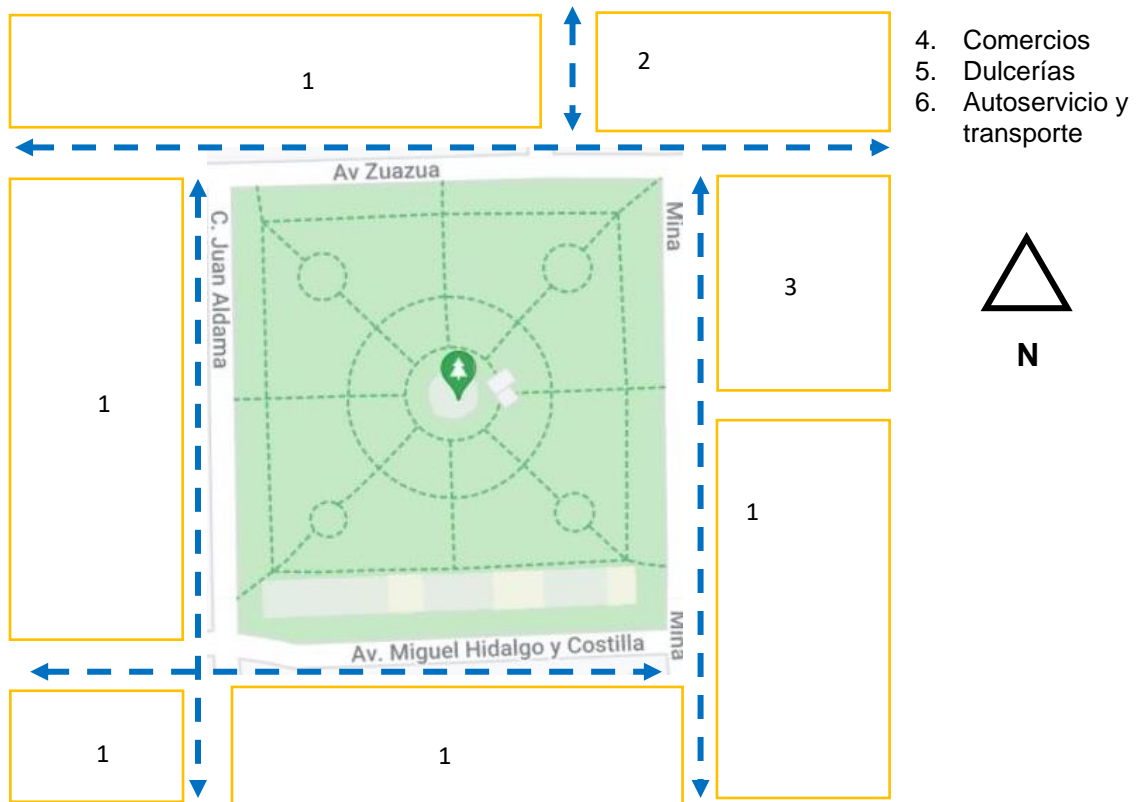 1
2
4. Comercios
5. Dulcerías
6. Autoservicio y
transporte
Av Zuazua
C. Juan Aldama
Mina
3
N
1
1
Mina
Av. Miguel Hidalgo y Costilla
1
1